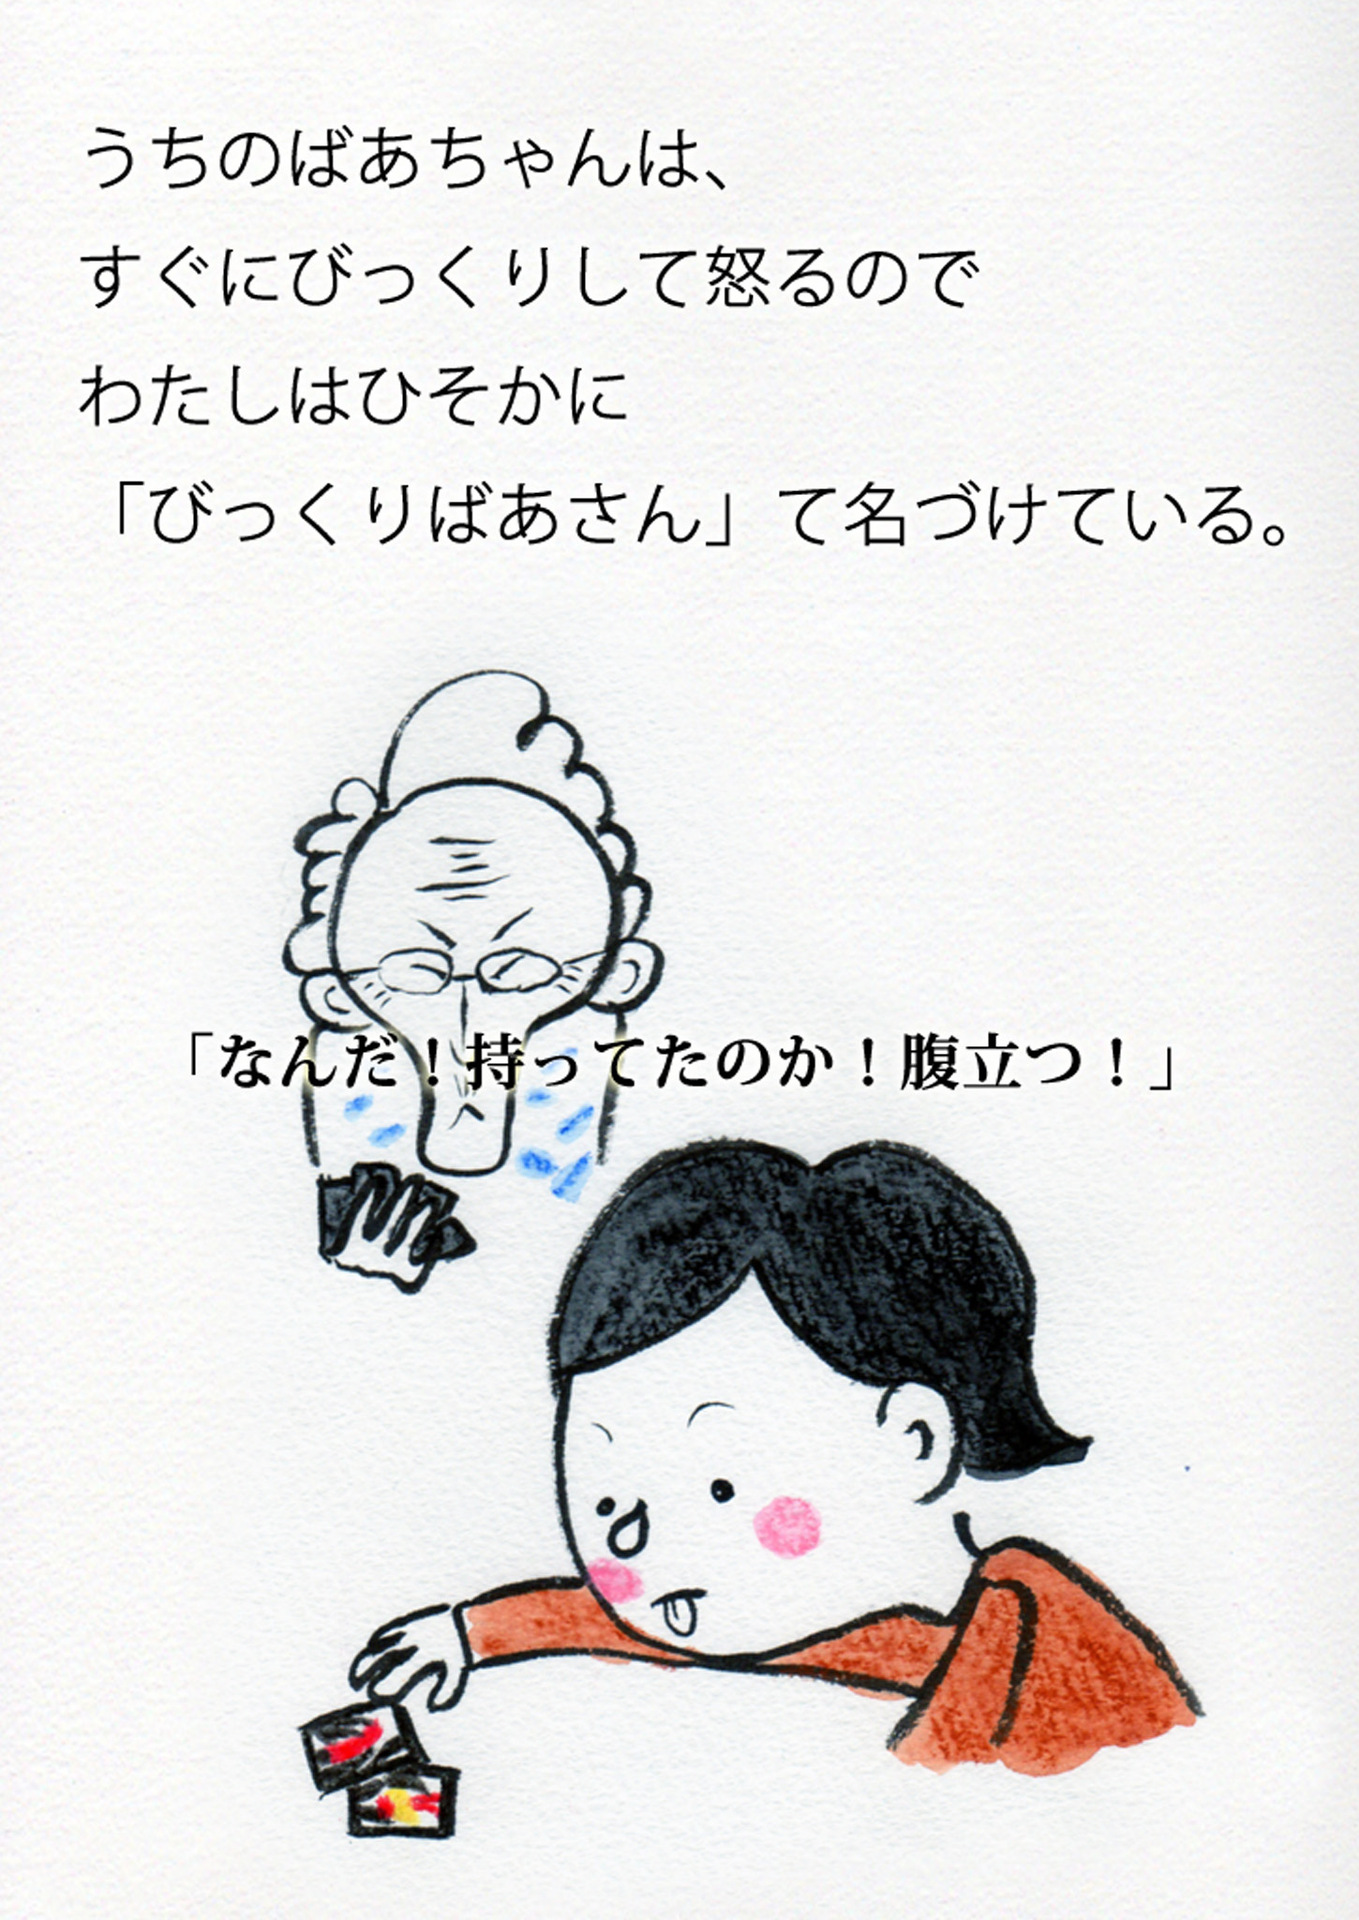 うちのばあちゃんは、
すぐにびっくりして怒るので
わたしはひそかに
「びっくりばあさん」て名づけている。
「なんだ！持ってたのか！腹立つ！」